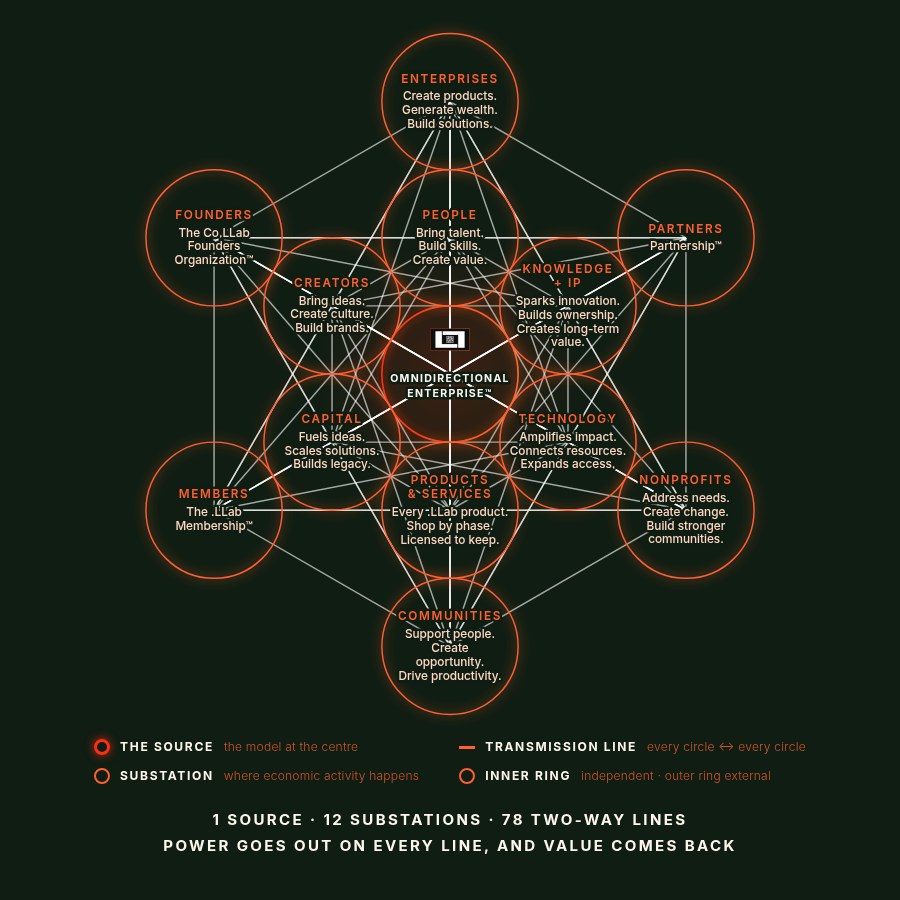 ENTERPRISES
Create products.
Generate wealth.
Build solutions.
FOUNDERS
The Co.LLab
Founders
Organization™
PEOPLE
Bring talent.
Build skills.
Create value.
PARTNERS
Partnership™
CREATORS
Bring ideas.
Create culture.
Build brands.
KNOWLEDGE
+ IP
Sparks innovation.
Builds ownership.
Creates long-term
value.
OMNIDIRECTIONAL
ENTERPRISE™
CAPITAL
Fuels ideas.
Scales solutions.
Builds legacy.
TECHNOLOGY
Amplifies impact.
Connects resources.
Expands access.
MEMBERS
The .LLab
Membership™
PRODUCTS
& SERVICES
Every .LLab product.
Shop by phase.
Licensed to keep.
NONPROFITS
Address needs.
Create change.
Build stronger
communities.
COMMUNITIES
Support people.
Create
opportunity.
Drive productivity.
THE SOURCE the model at the centre
TRANSMISSION LINE every circle ↔ every circle
SUBSTATION where economic activity happens
INNER RING independent · outer ring external
1 SOURCE · 12 SUBSTATIONS · 78 TWO-WAY LINES
POWER GOES OUT ON EVERY LINE, AND VALUE COMES BACK